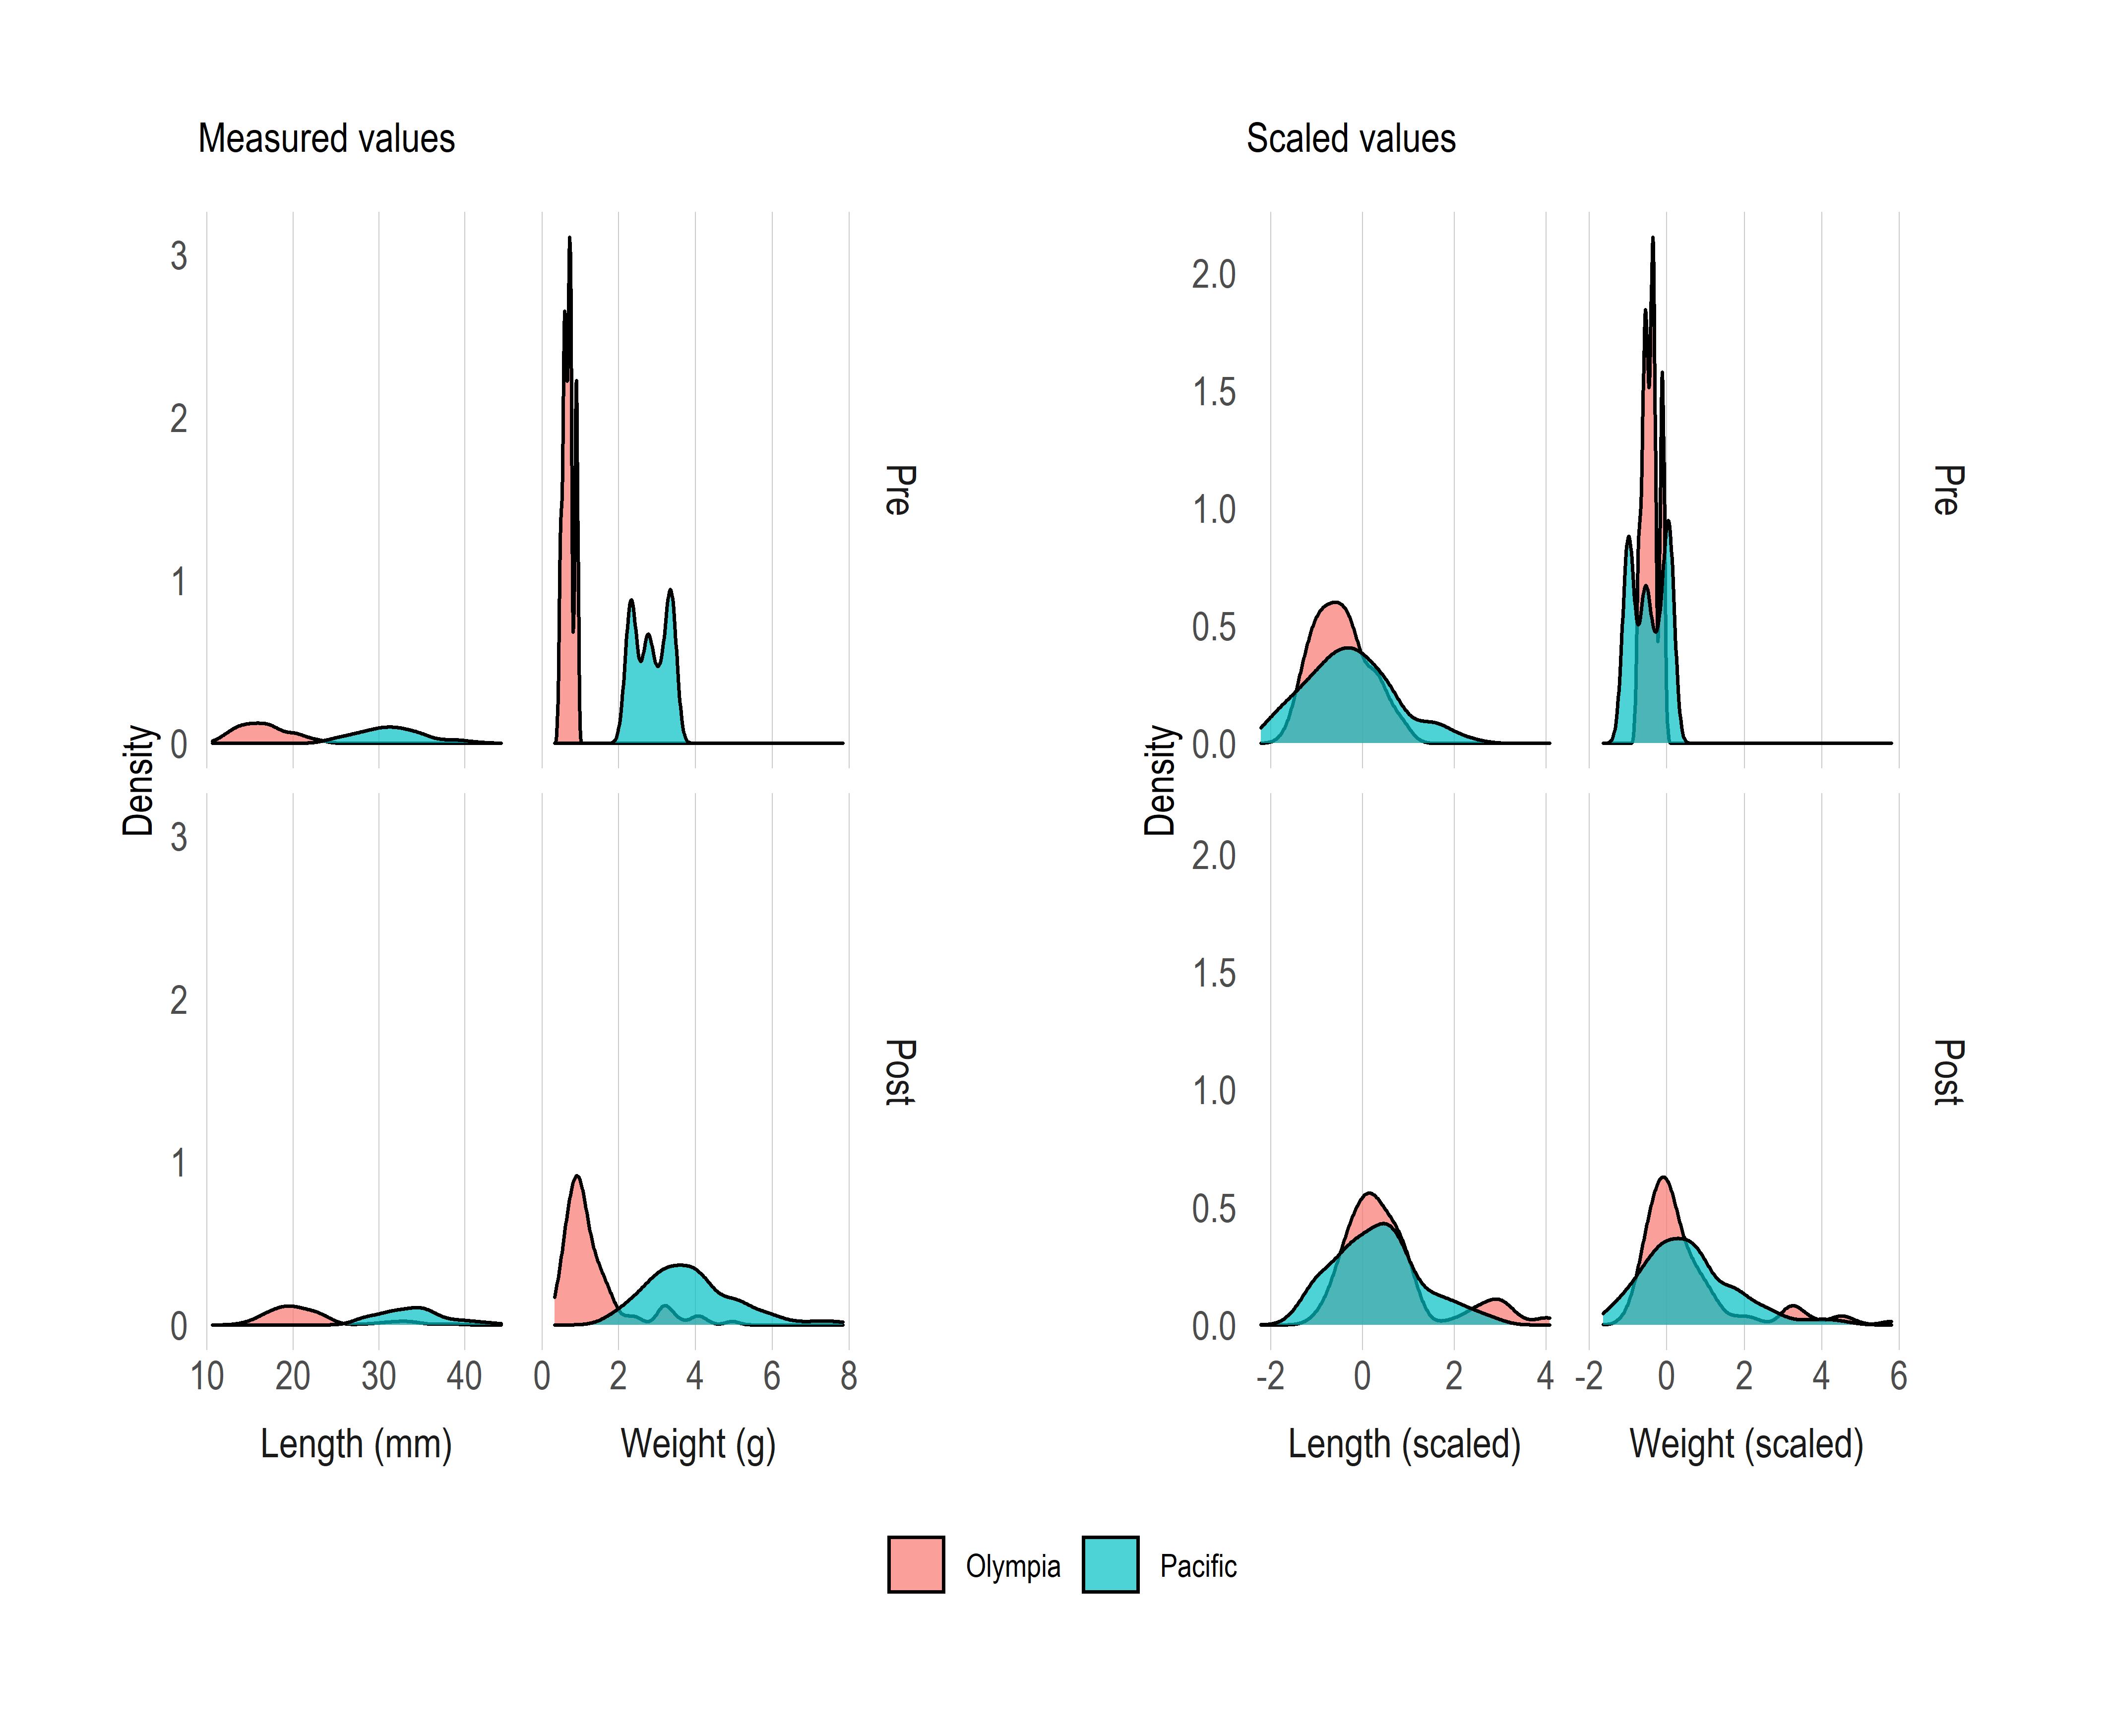 Measured values
Scaled values
3
2
1
0
Density
Pre
3
2
1
0
Post
10 20 30 40
0 2 4 6 8
Length (mm)
Weight (g)
2.0
1.5
1.0
0.5
0.0
Density
Pre
2.0
1.5
1.0
0.5
0.0
Post
-2 0 2 4
-2 0 2 4 6
Length (scaled)
Weight (scaled)
Olympia
Pacific